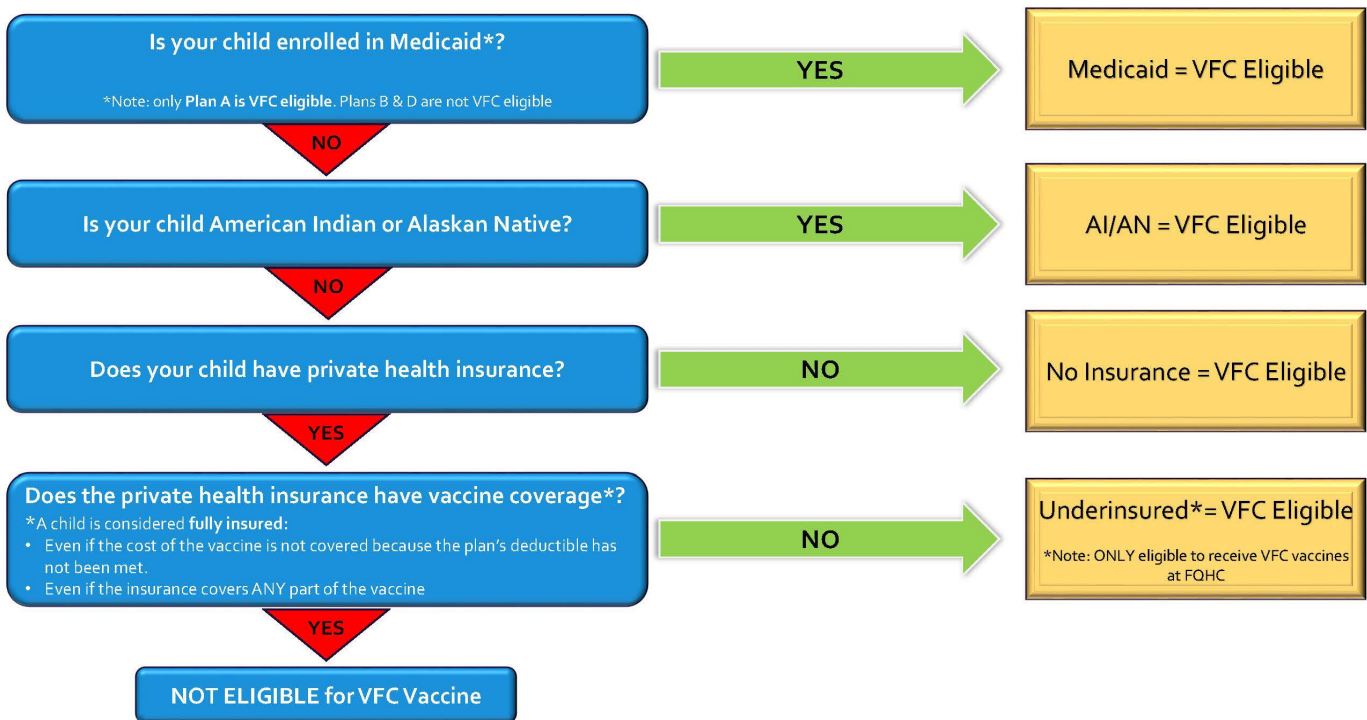 Is your child enrolled in Medicaid*?
*Note: only Plan A is VFC eligible. Plans B & D are not VFC eligible
YES
Medicaid = VFC Eligible
NO
Is your child American Indian or Alaskan Native?
YES
AI/AN = VFC Eligible
NO
Does your child have private health insurance?
NO
No Insurance = VFC Eligible
YES
Does the private health insurance have vaccine coverage*?
*A child is considered fully insured:
• Even if the cost of the vaccine is not covered because the plan's deductible has
not been met.
• Even if the insurance covers ANY part of the vaccine
NO
Underinsured*= VFC Eligible
*Note: ONLY eligible to receive VFC vaccines
at FQHC
YES
NOT ELIGIBLE for VFC Vaccine